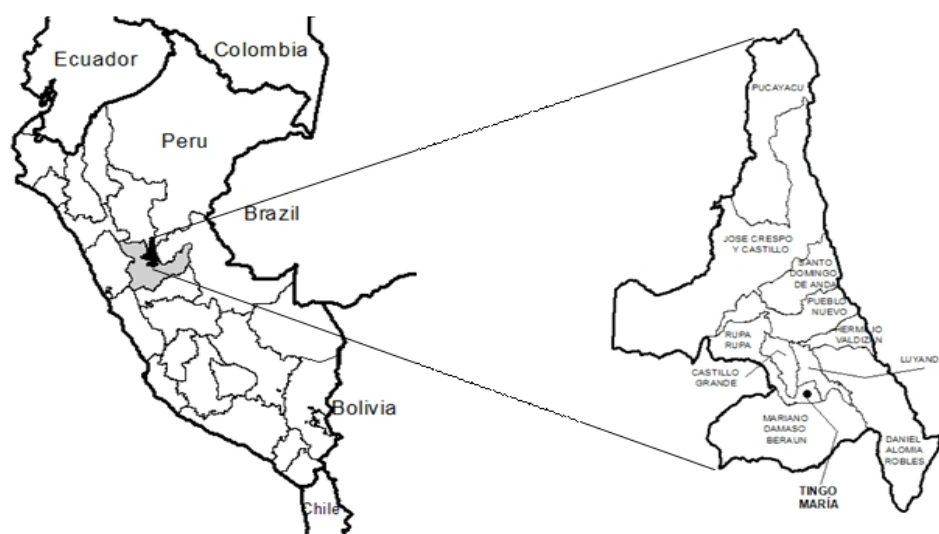 Ecuador
Colombia
Peru
Brazil
Bolivia
Chile
PUCAYACU
JOSE CRESPO
Y CASTILLO
SANTO
DOMINGO
DE ANDA
PUEBLO
NUEVO
HERMILIO
VALDIZAN
RUPA
RUPA
LUYAND
CASTILLO
GRANDE
MARIANO
DAMASO
BERAUN
DANIEL
ALOMIA
ROBLES
TINGO
MARÍA